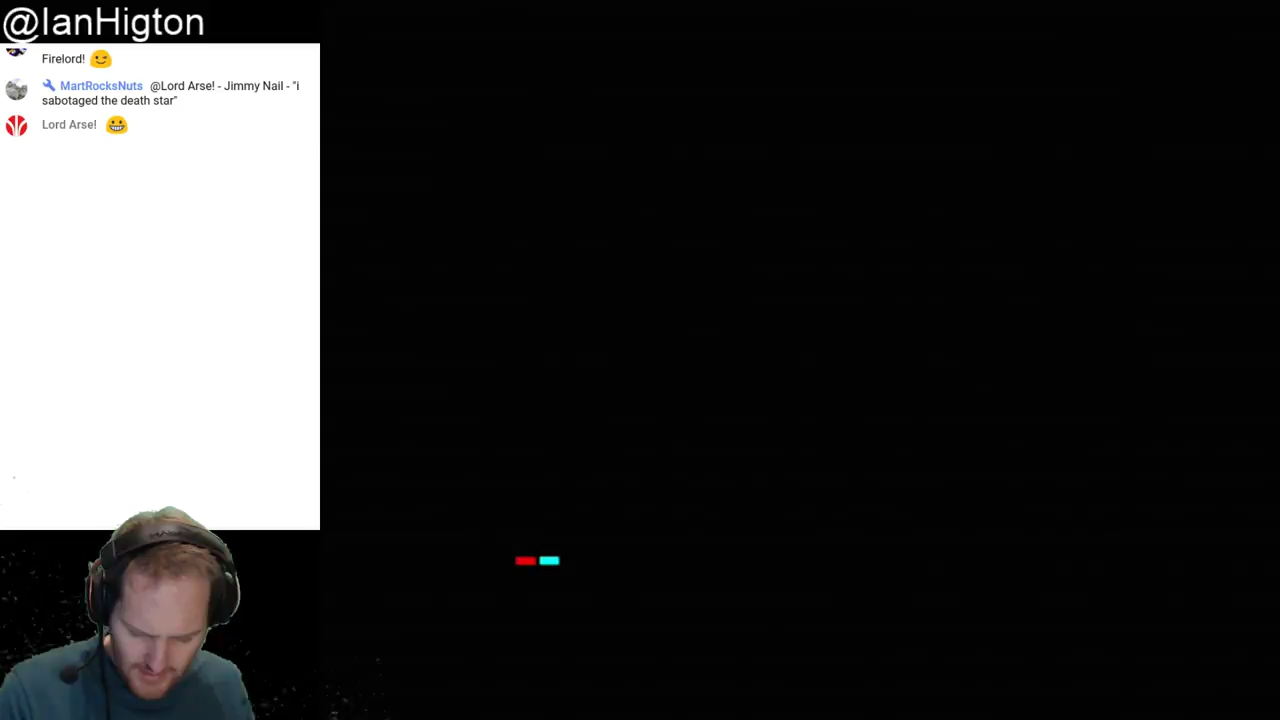 @IanHigton
Firelord! 😉
MartRocksNuts @Lord Arse! - Jimmy Nail - "i
sabotaged the death star"
Lord Arse! 😬